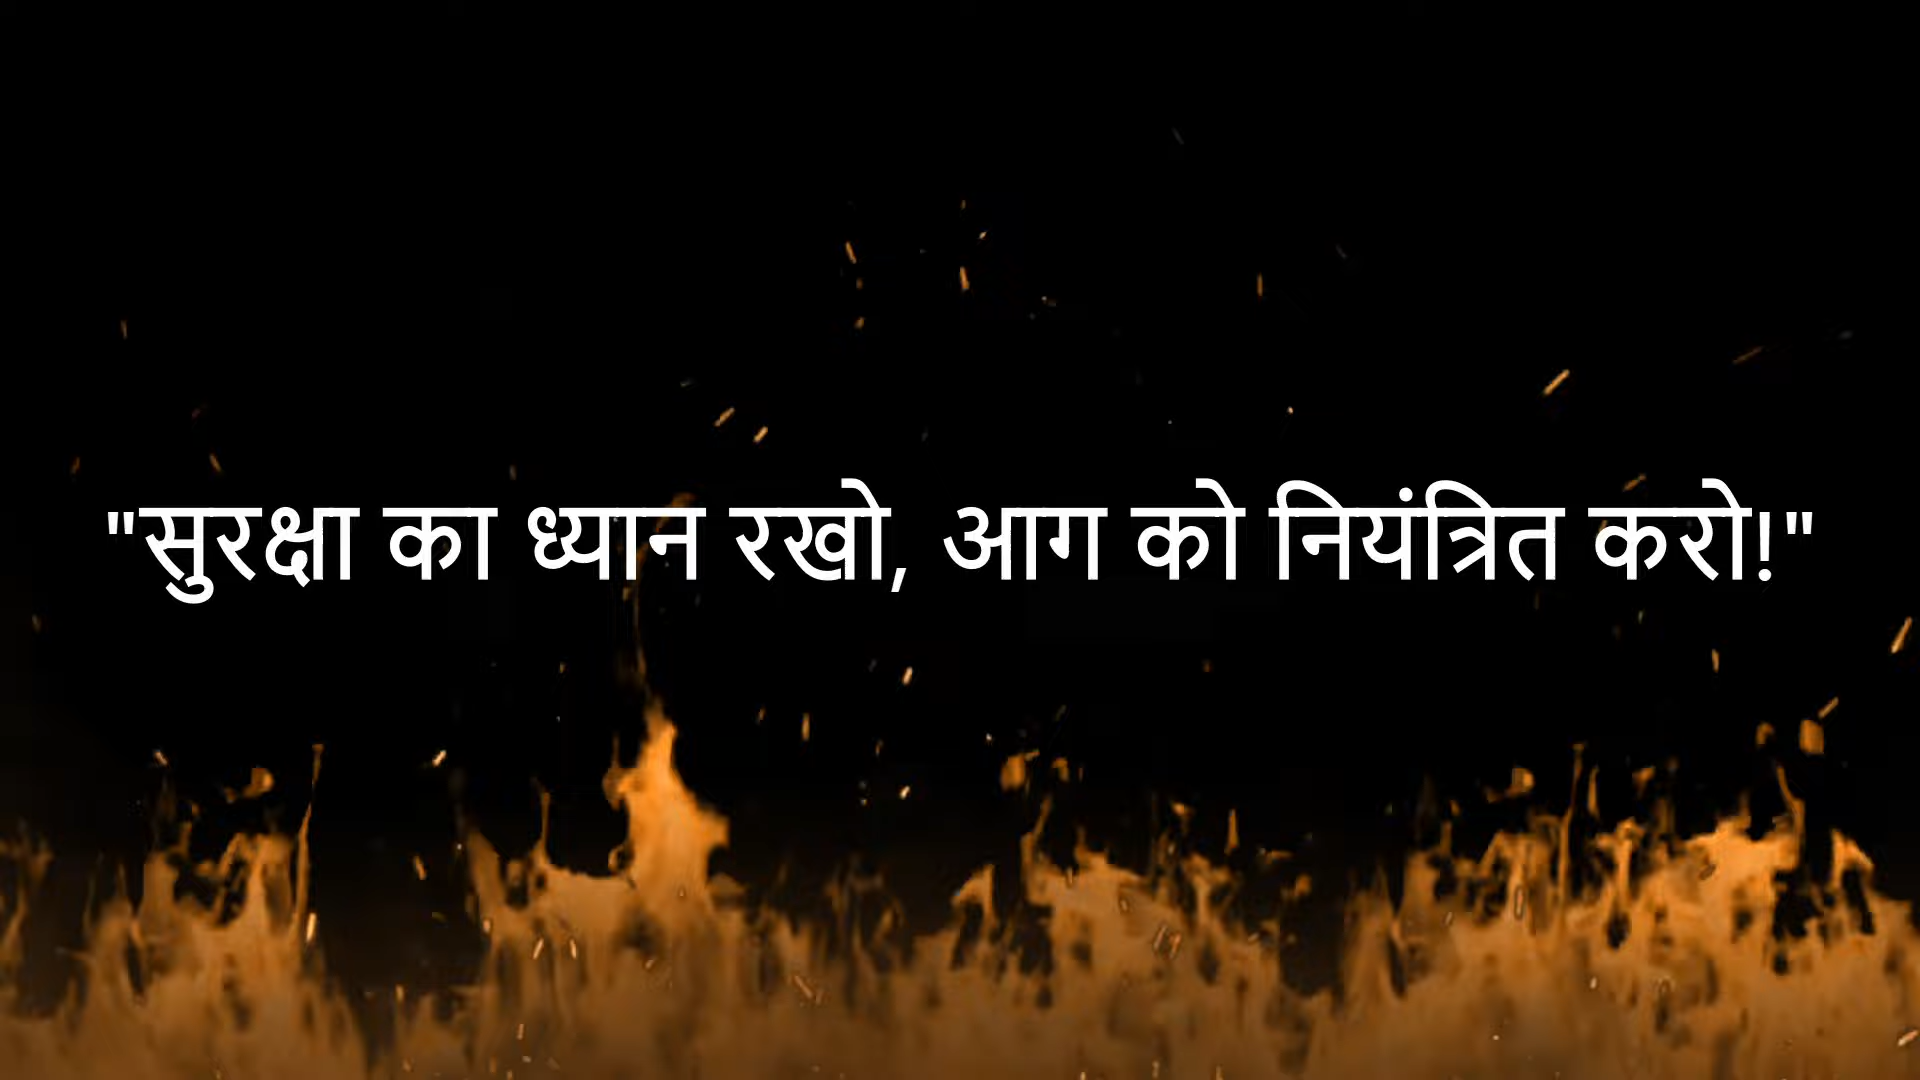 "सुरक्षा का ध्यान रखो, आग को नियंत्रित करो!"